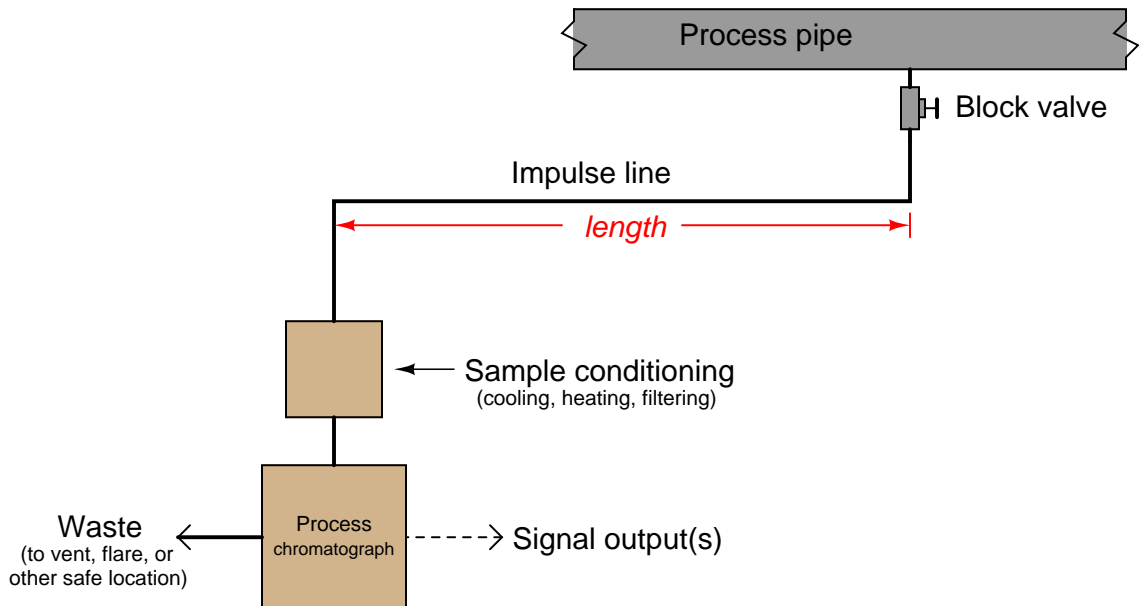 Process pipe
Block valve
Impulse line
length
Sample conditioning
(cooling, heating, filtering)
Waste
(to vent, flare, or
other safe location)
Process
chromatograph
Signal output(s)